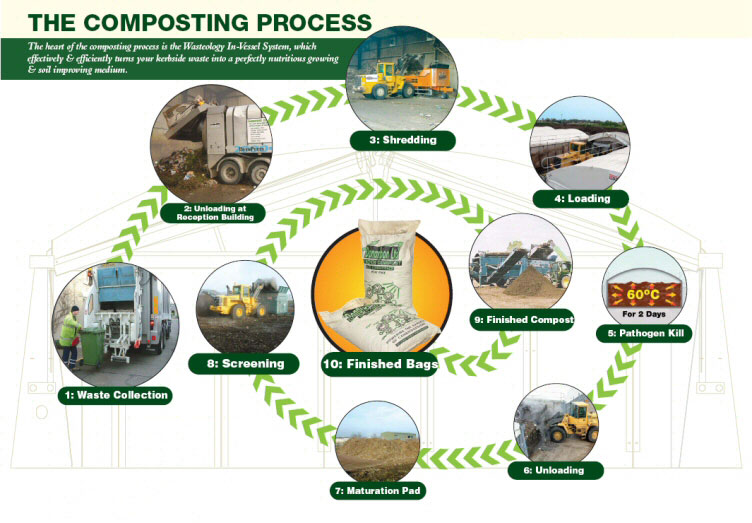 THE COMPOSTING PROCESS
The heart of the composting process is the Wasteology In-Vessel System, which
effectively & efficiently turns your kerbside waste into a perfectly nutritious growing
& soil improving medium.
3: Shredding
2: Unloading at
Rocoption Building
4: Loading
60ºC
For 2 Days
5: Pathogen Kill
9: Finished Compost
8: Screening
10: Finished Bags
1: Waste Collection
6: Unloading
7: Maturation Pad